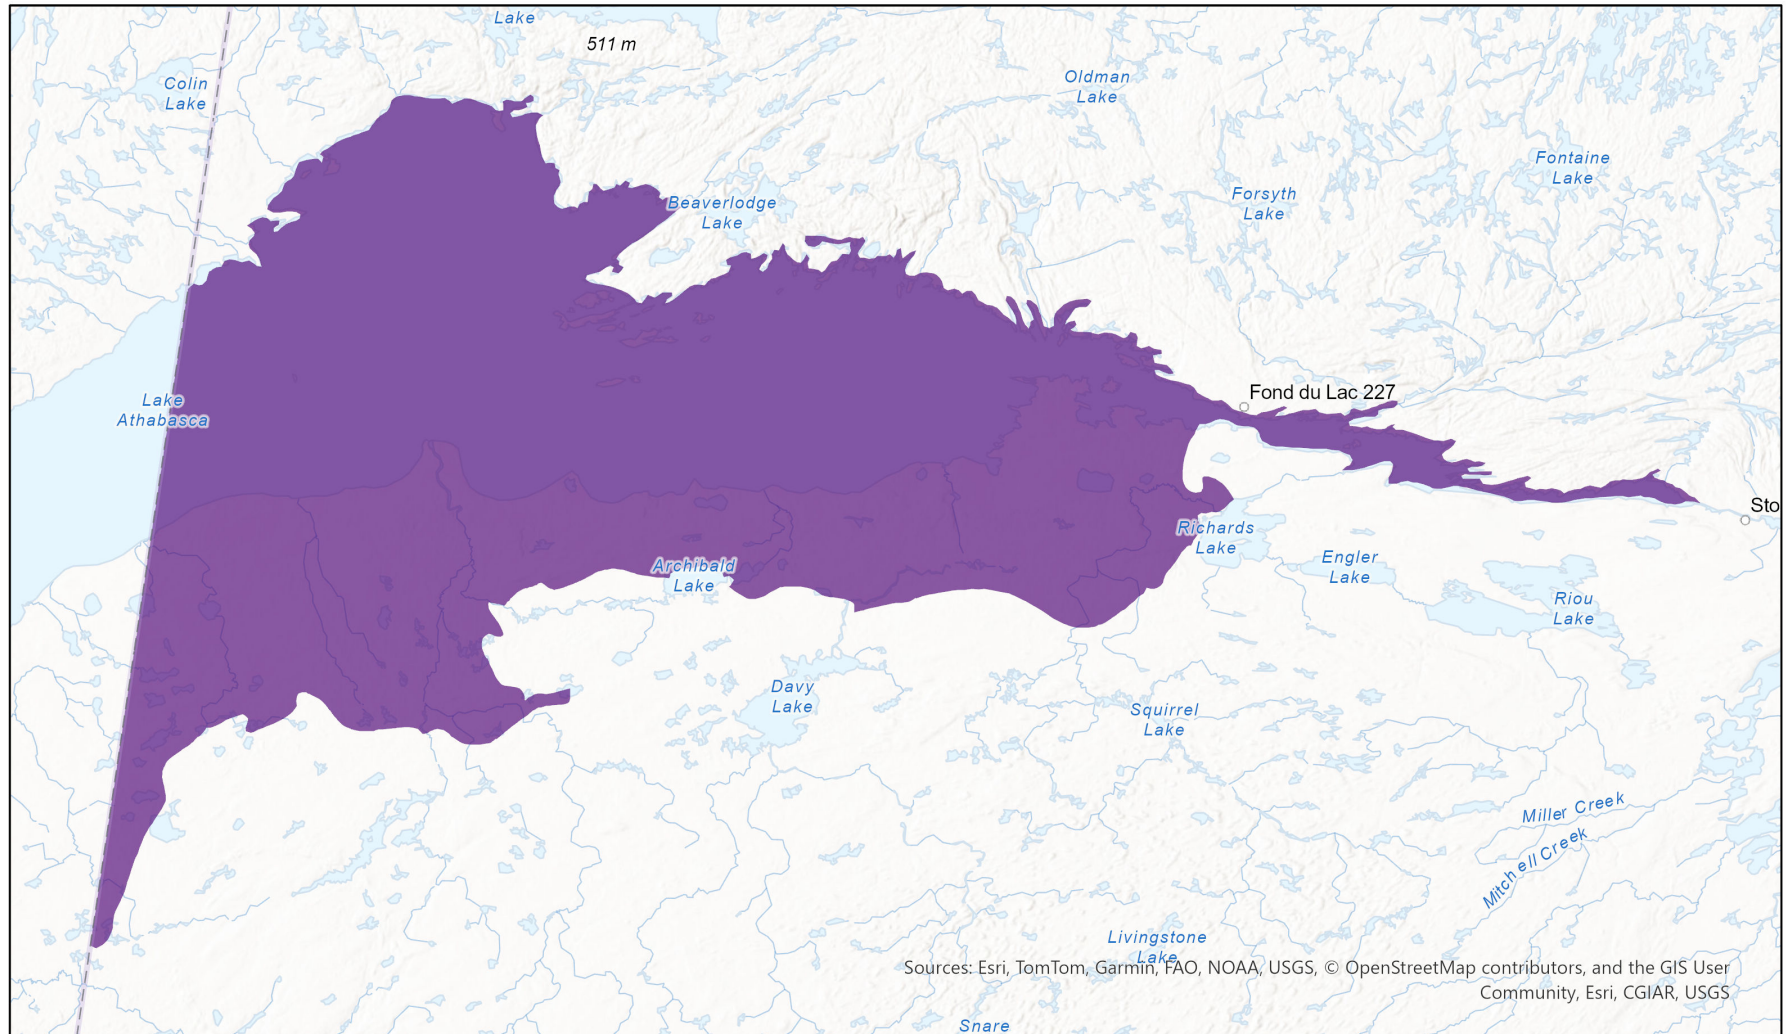 Lake
511 m
Colin
Lake
Oldman
Lake
Fontaine
Lake
Forsyth
Lake
Beaverlodge
Lake
Fond du Lac 227
Lake
Athabasca
Sto
Richards
Lake
Archibald
Lake
Engler
Lake
Riou
Lake
Davy
Lake
Squirrel
Lake
Miller Creek
Mitchell Creek
Livingstone
Lake
Sources: Esri, TomTom, Garmin, FAO, NOAA, USGS, © OpenStreetMap contributors, and the GIS User
Community, Esri, CGIAR, USGS
Snare